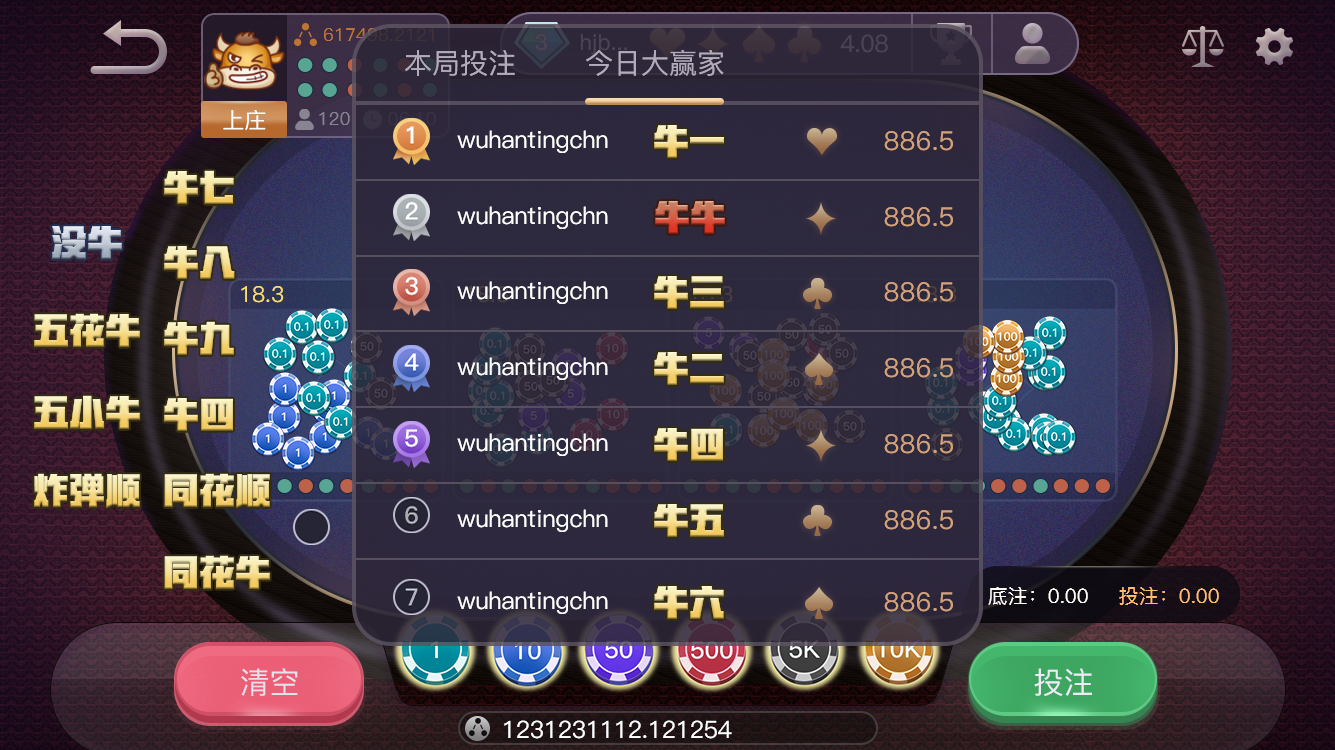 617498.2121
上庄
120
3
hjb...
4.08
本局投注 今日大赢家
1 wuhantingchn 牛一 886.5
2 wuhantingchn 牛牛 886.5
3 wuhantingchn 牛三 886.5
4 wuhantingchn 牛二 886.5
5 wuhantingchn 牛四 886.5
6 wuhantingchn 牛五 886.5
7 wuhantingchn 牛六 886.5
没牛
五花牛
五小牛
炸弹顺
牛七
牛八
牛九
牛四
同花顺
同花牛
18.3
底注：0.00 投注：0.00
清空
1 10 50 500 5K 10K
投注
1231231112.121254